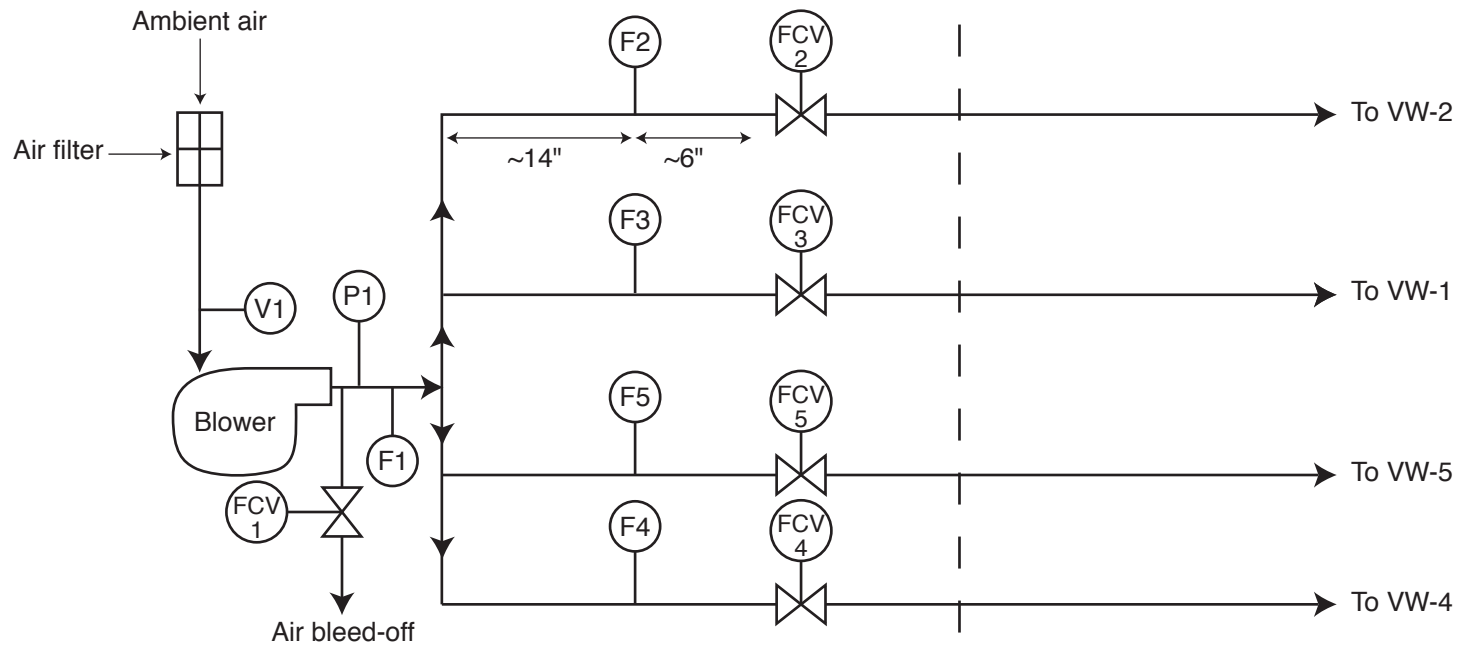 Ambient air
Air filter
V1
Blower
P1
F1
FCV
1
Air bleed-off
F2
FCV
2
~14"
~6"
To VW-2
F3
FCV
3
To VW-1
F5
FCV
5
To VW-5
F4
FCV
4
To VW-4